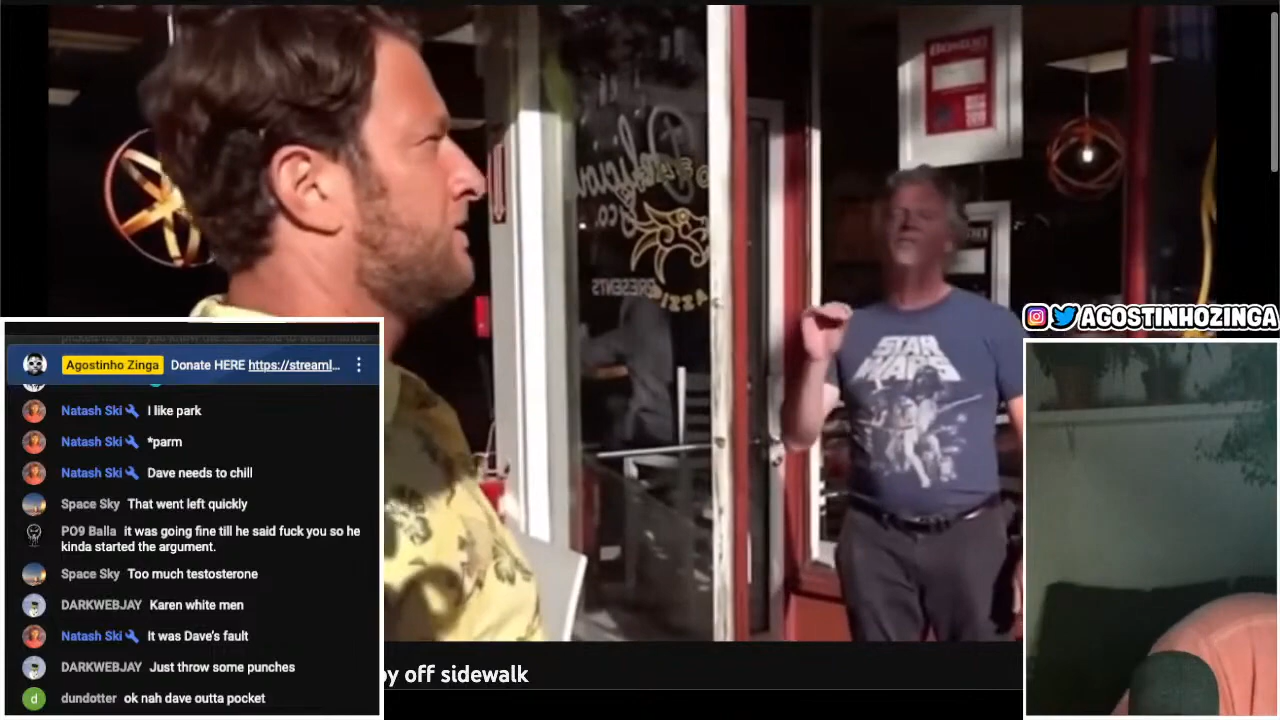 STAR
WARS
PRESENTS
& CO.
AGOSTINHOZINGA
Agostinho Zinga Donate HERE https://streaml...
Natash Ski I like park
Natash Ski *parm
Natash Ski Dave needs to chill
Space Sky That went left quickly
PO9 Balla it was going fine till he said fuck you so he
kinda started the argument.
Space Sky Too much testosterone
DARKWEBJAY Karen white men
Natash Ski It was Dave's fault
DARKWEBJAY Just throw some punches
dundotter ok nah dave outta pocket
d
off sidewalk